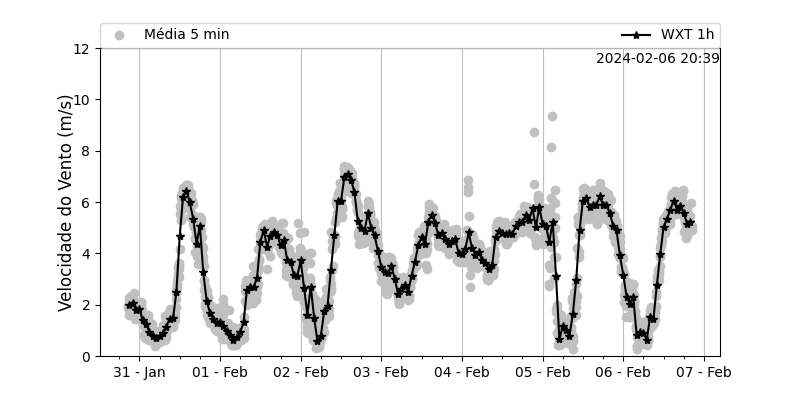 Média 5 min
WXT 1h
2024-02-06 20:39
Velocidade do Vento (m/s)
12
10
8
6
4
2
0
31 - Jan
01 - Feb
02 - Feb
03 - Feb
04 - Feb
05 - Feb
06 - Feb
07 - Feb